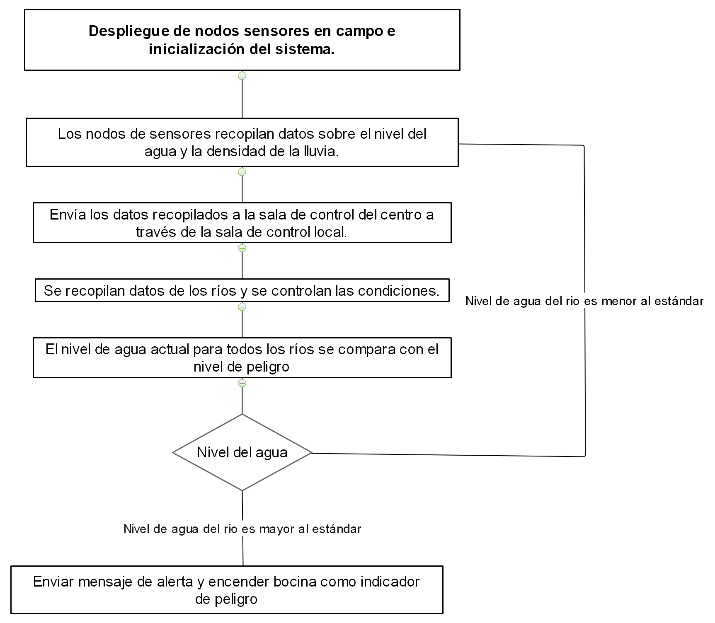 Despliegue de nodos sensores en campo e
inicialización del sistema.
Los nodos de sensores recopilan datos sobre el nivel del
agua y la densidad de la lluvia.
Envía los datos recopilados a la sala de control del centro a
través de la sala de control local.
Se recopilan datos de los ríos y se controlan las condiciones.
Nivel de agua del rio es menor al estándar
El nivel de agua actual para todos los ríos se compara con el
nivel de peligro
Nivel del agua
Nivel de agua del rio es mayor al estándar
Enviar mensaje de alerta y encender bocina como indicador
de peligro